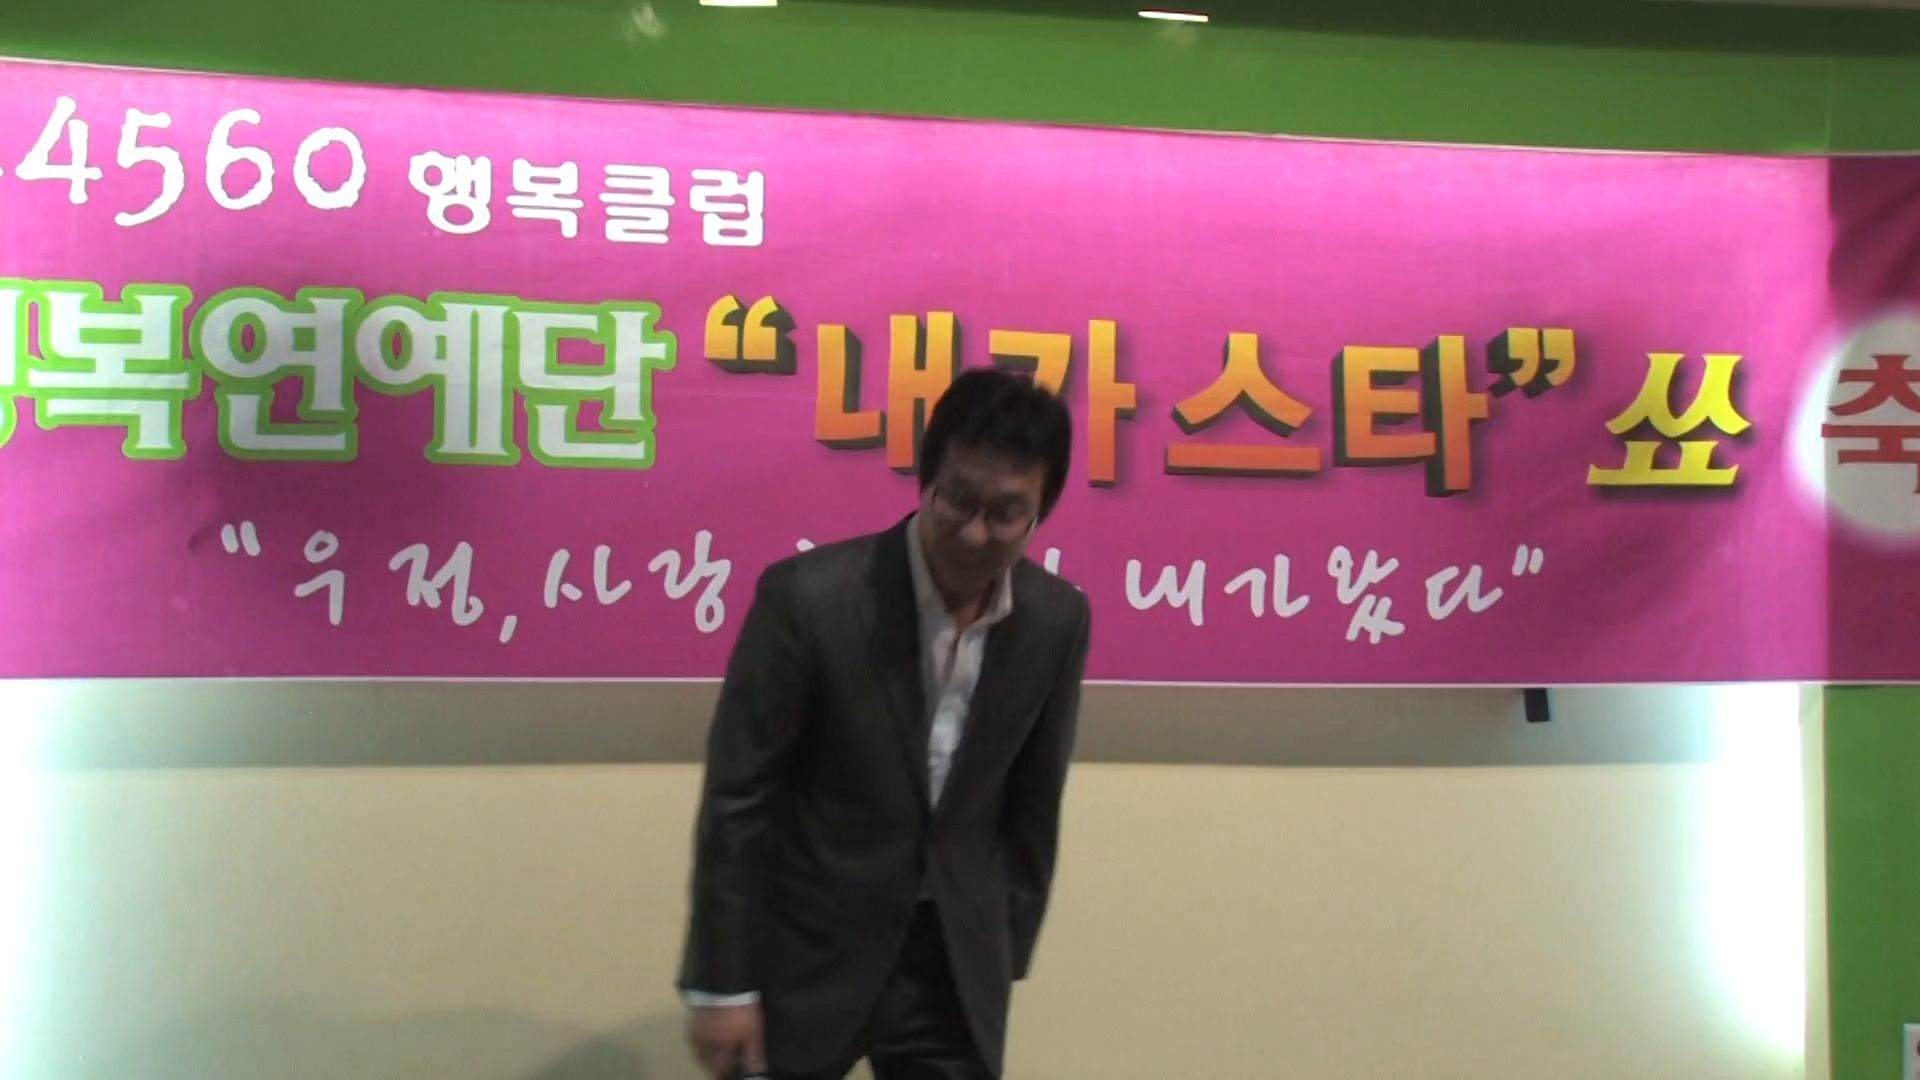 4560 행복클럽
복연예단 “내가스타” 쑈 축
“우정, 사랑 내가왔다”